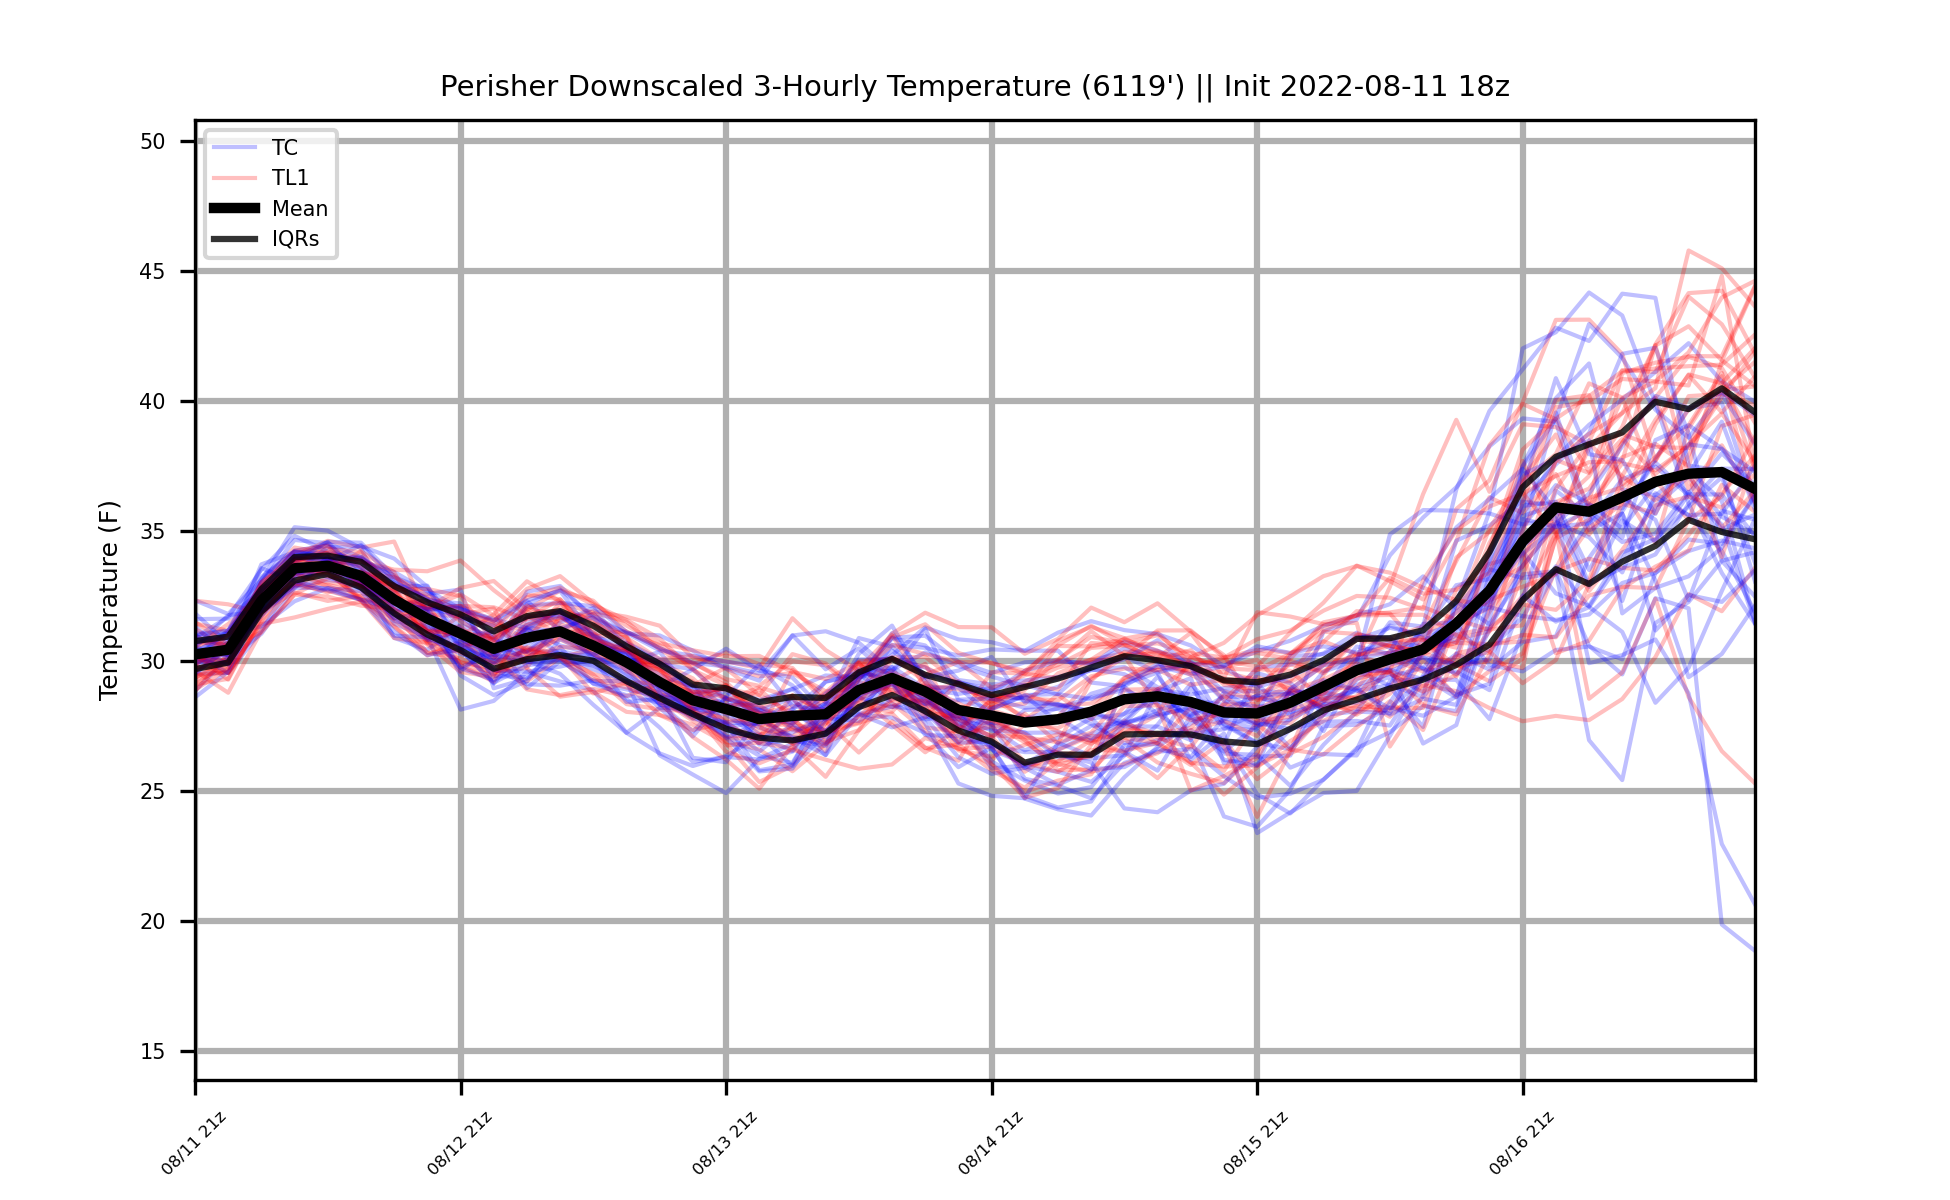 Perisher Downscaled 3-Hourly Temperature (6119') || Init 2022-08-11 18z
TC
TL1
Mean
IQRs
Temperature (F)
50
45
40
35
30
25
20
15
08/11 21z
08/12 21z
08/13 21z
08/14 21z
08/15 21z
08/16 21z